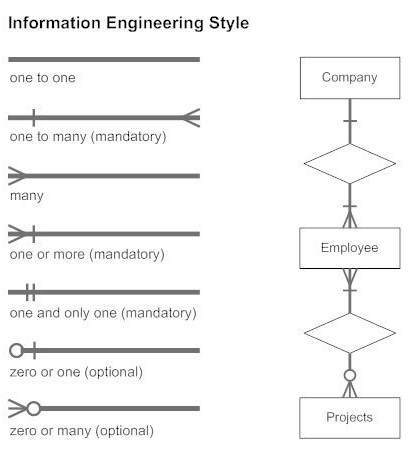 Information Engineering Style
one to one
one to many (mandatory)
many
one or more (mandatory)
one and only one (mandatory)
zero or one (optional)
zero or many (optional)
Company
Employee
Projects